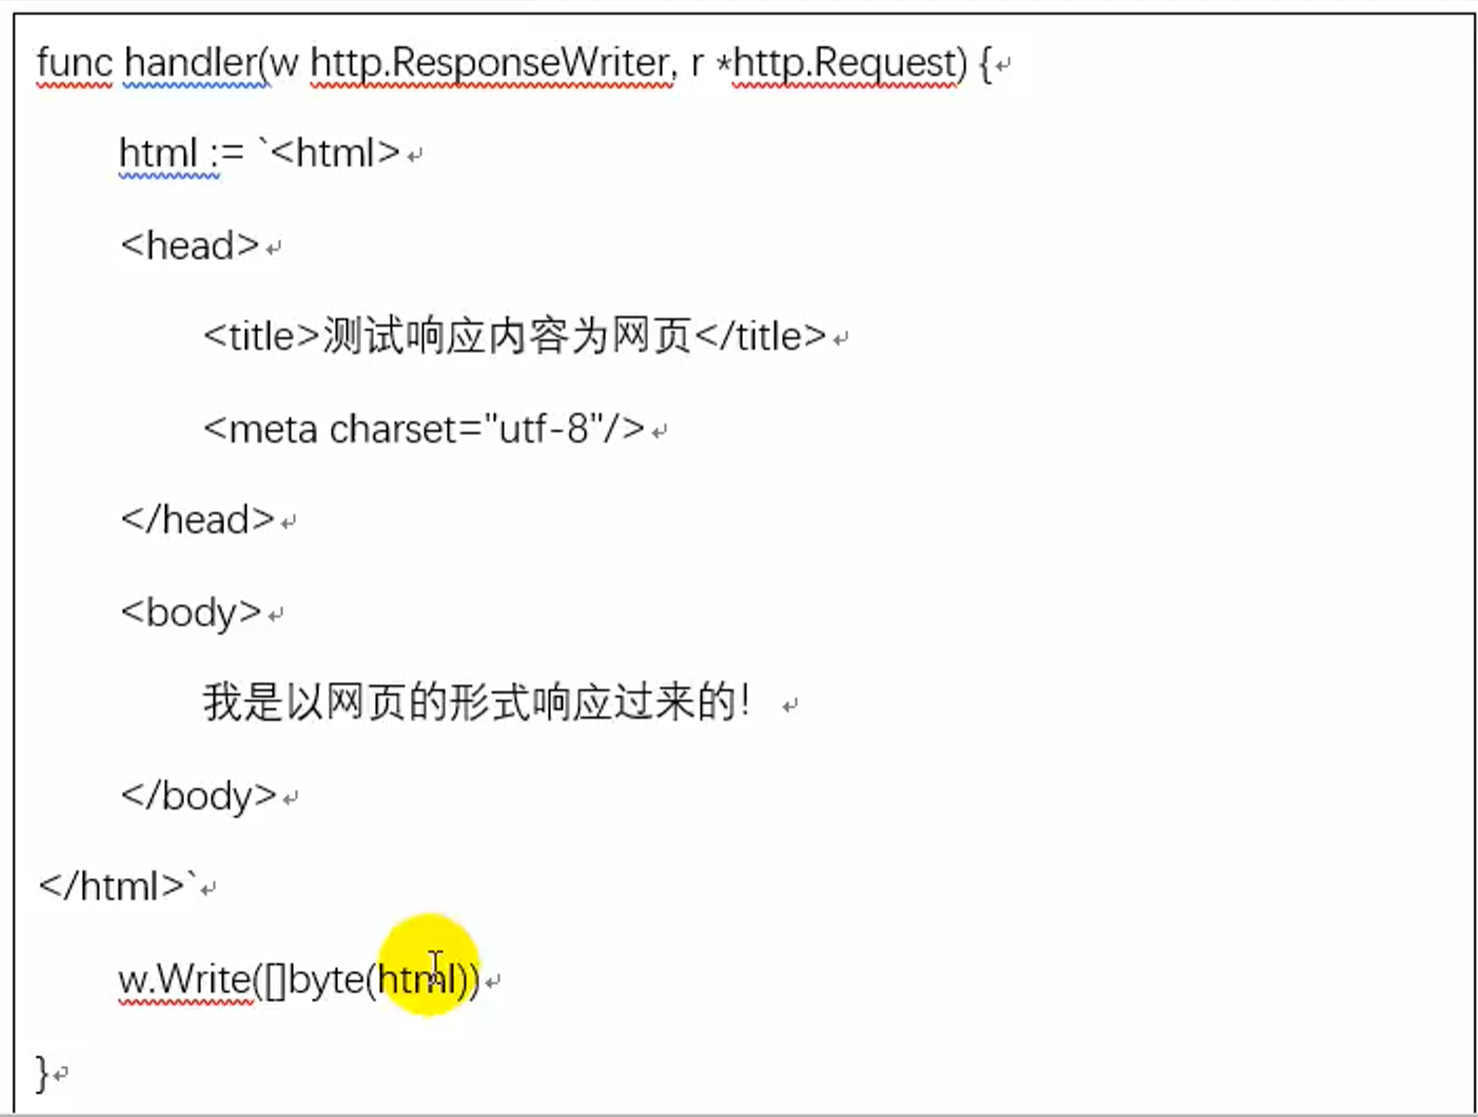 func handler(w http.ResponseWriter, r *http.Request) {
html := `<html>
<head>
<title>测试响应内容为网页</title>
<meta charset="utf-8"/>
</head>
<body>
我是以网页的形式响应过来的！
</body>
</html>`
w.Write([]byte(html))
}